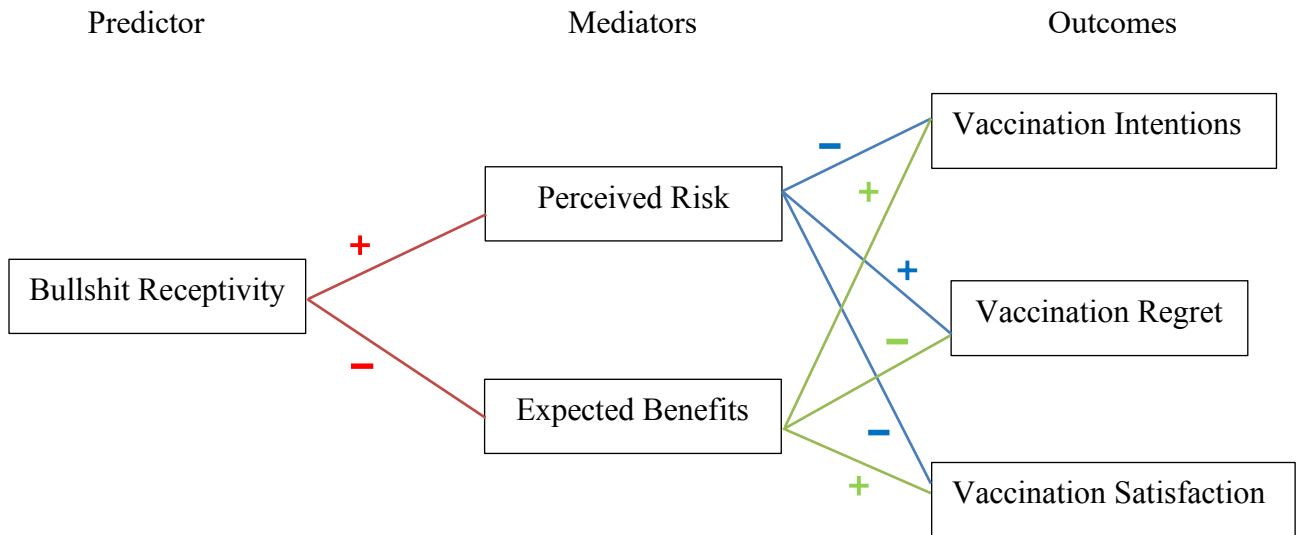 Predictor
Mediators
Outcomes
Vaccination Intentions
−
+
Perceived Risk
+
Bullshit Receptivity
+
Vaccination Regret
−
−
Expected Benefits
−
+
Vaccination Satisfaction